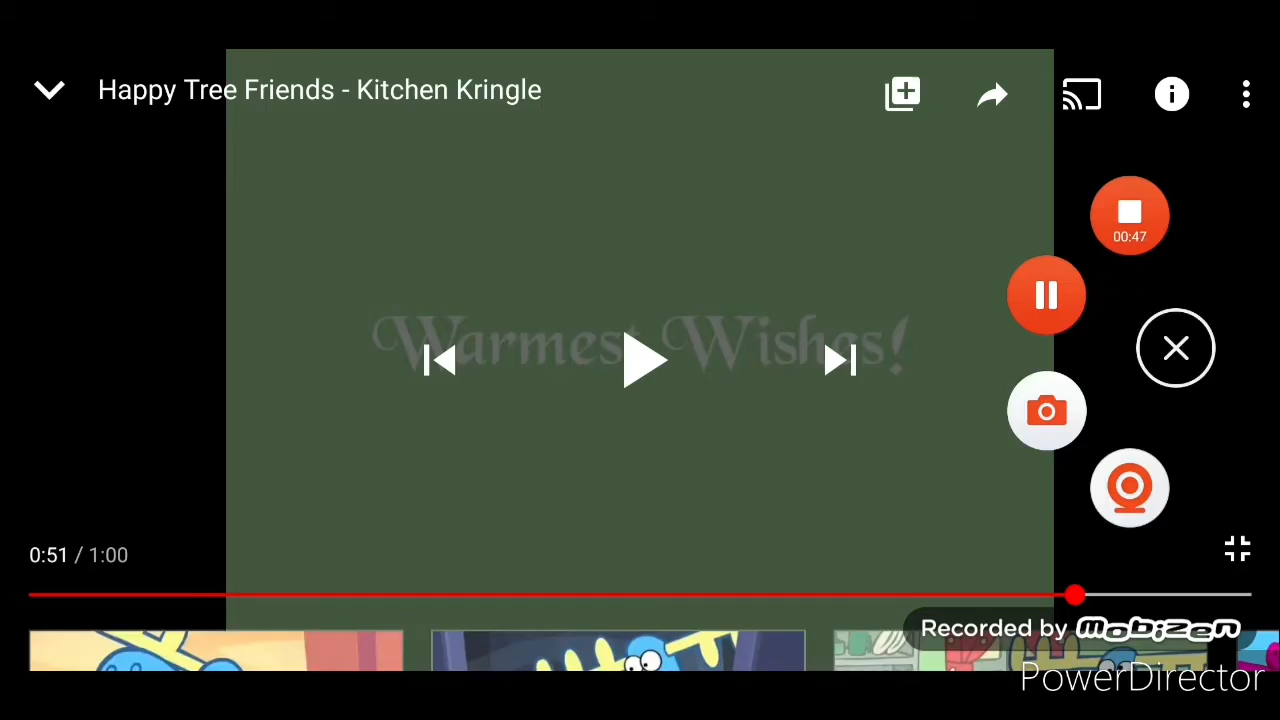 Happy Tree Friends - Kitchen Kringle
00:47
Warmest Wishes!
0:51 / 1:00
Recorded by mobizen
PowerDirector